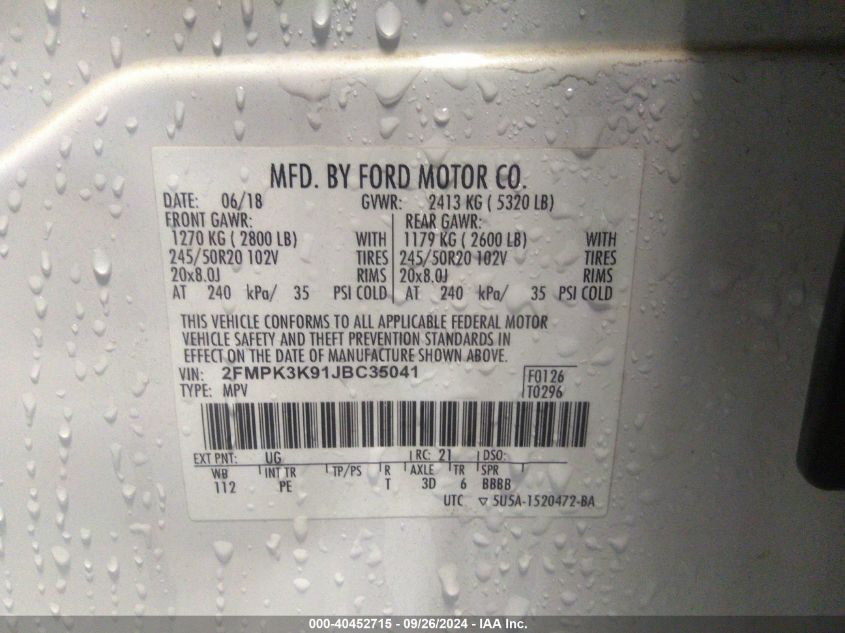 MFD. BY FORD MOTOR CO.
DATE: 06/18 GVWR: 2413 KG ( 5320 LB)
FRONT GAWR: REAR GAWR:
1270 KG ( 2800 LB) WITH 1179 KG ( 2600 LB) WITH
245/50R20 102V TIRES 245/50R20 102V TIRES
20x8.0J RIMS 20x8.0J RIMS
AT 240 kPa/ 35 PSI COLD AT 240 kPa/ 35 PSI COLD
THIS VEHICLE CONFORMS TO ALL APPLICABLE FEDERAL MOTOR
VEHICLE SAFETY AND THEFT PREVENTION STANDARDS IN
EFFECT ON THE DATE OF MANUFACTURE SHOWN ABOVE.
VIN: 2FMPK3K91JBC35041 F0126
TYPE: MPV T0296
EXT PNT: UG RC: 21 DSO:
WB INT TR TP/PS R AXLE TR SPR
112 PE T 3D 6 BBBB
UTC ▽ 5U5A-1520472-BA
000-40452715 - 09/26/2024 - IAA Inc.